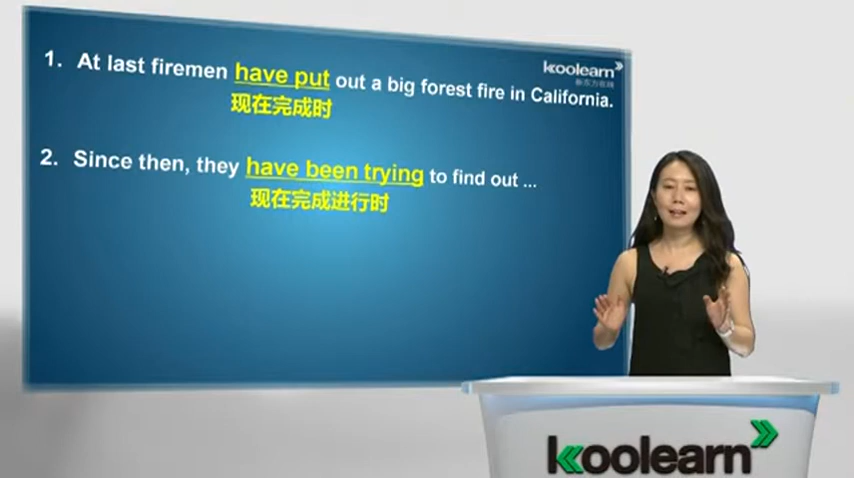 koolearn
新东方在线
1. At last firemen have put out a big forest fire in California.
现在完成时
2. Since then, they have been trying to find out ...
现在完成进行时
koolearn